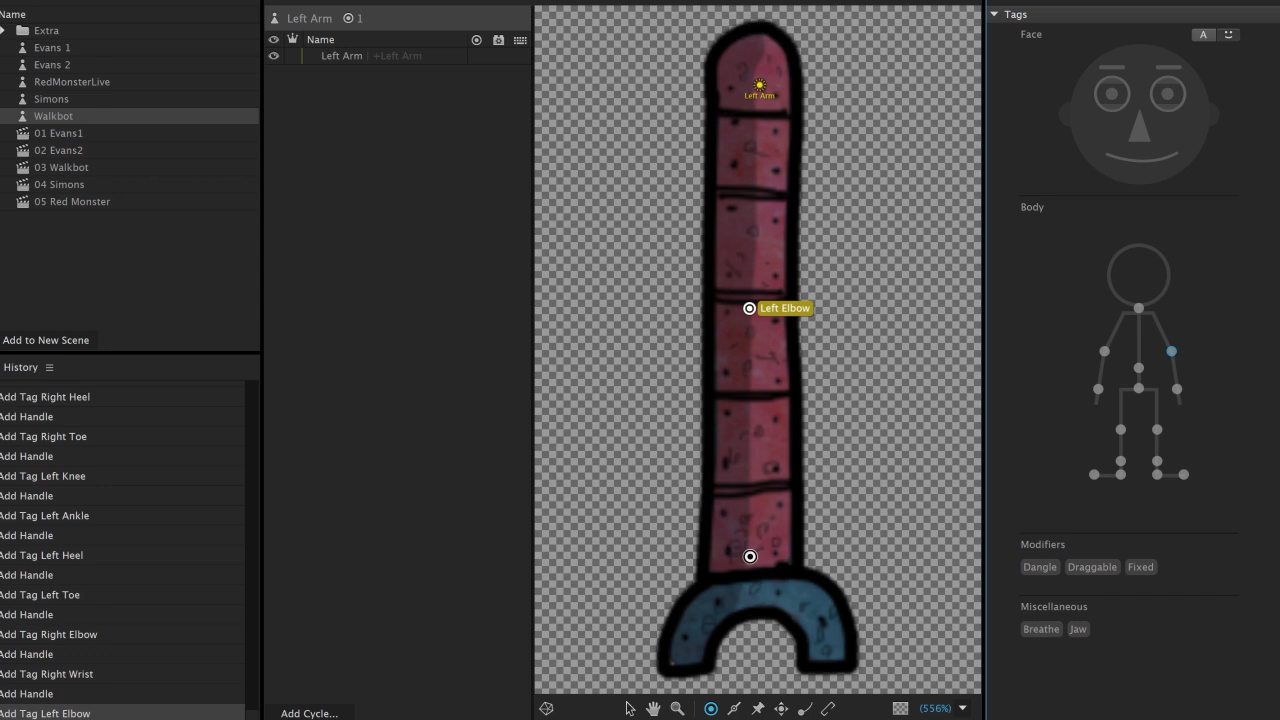 Name
Extra
Evans 1
Evans 2
RedMonsterLive
Simons
Walkbot
01 Evans1
02 Evans2
03 Walkbot
04 Simons
05 Red Monster
Add to New Scene
History
Add Tag Right Heel
Add Handle
Add Tag Right Toe
Add Handle
Add Tag Left Knee
Add Handle
Add Tag Left Ankle
Add Handle
Add Tag Left Heel
Add Handle
Add Tag Left Toe
Add Handle
Add Tag Right Elbow
Add Handle
Add Tag Right Wrist
Add Handle
Add Tag Left Elbow
Left Arm 1
Name
Left Arm +Left Arm
Add Cycle...
Left Arm
Left Elbow
(556%)
Tags
Face
A
Body
Modifiers
Dangle Draggable Fixed
Miscellaneous
Breathe Jaw